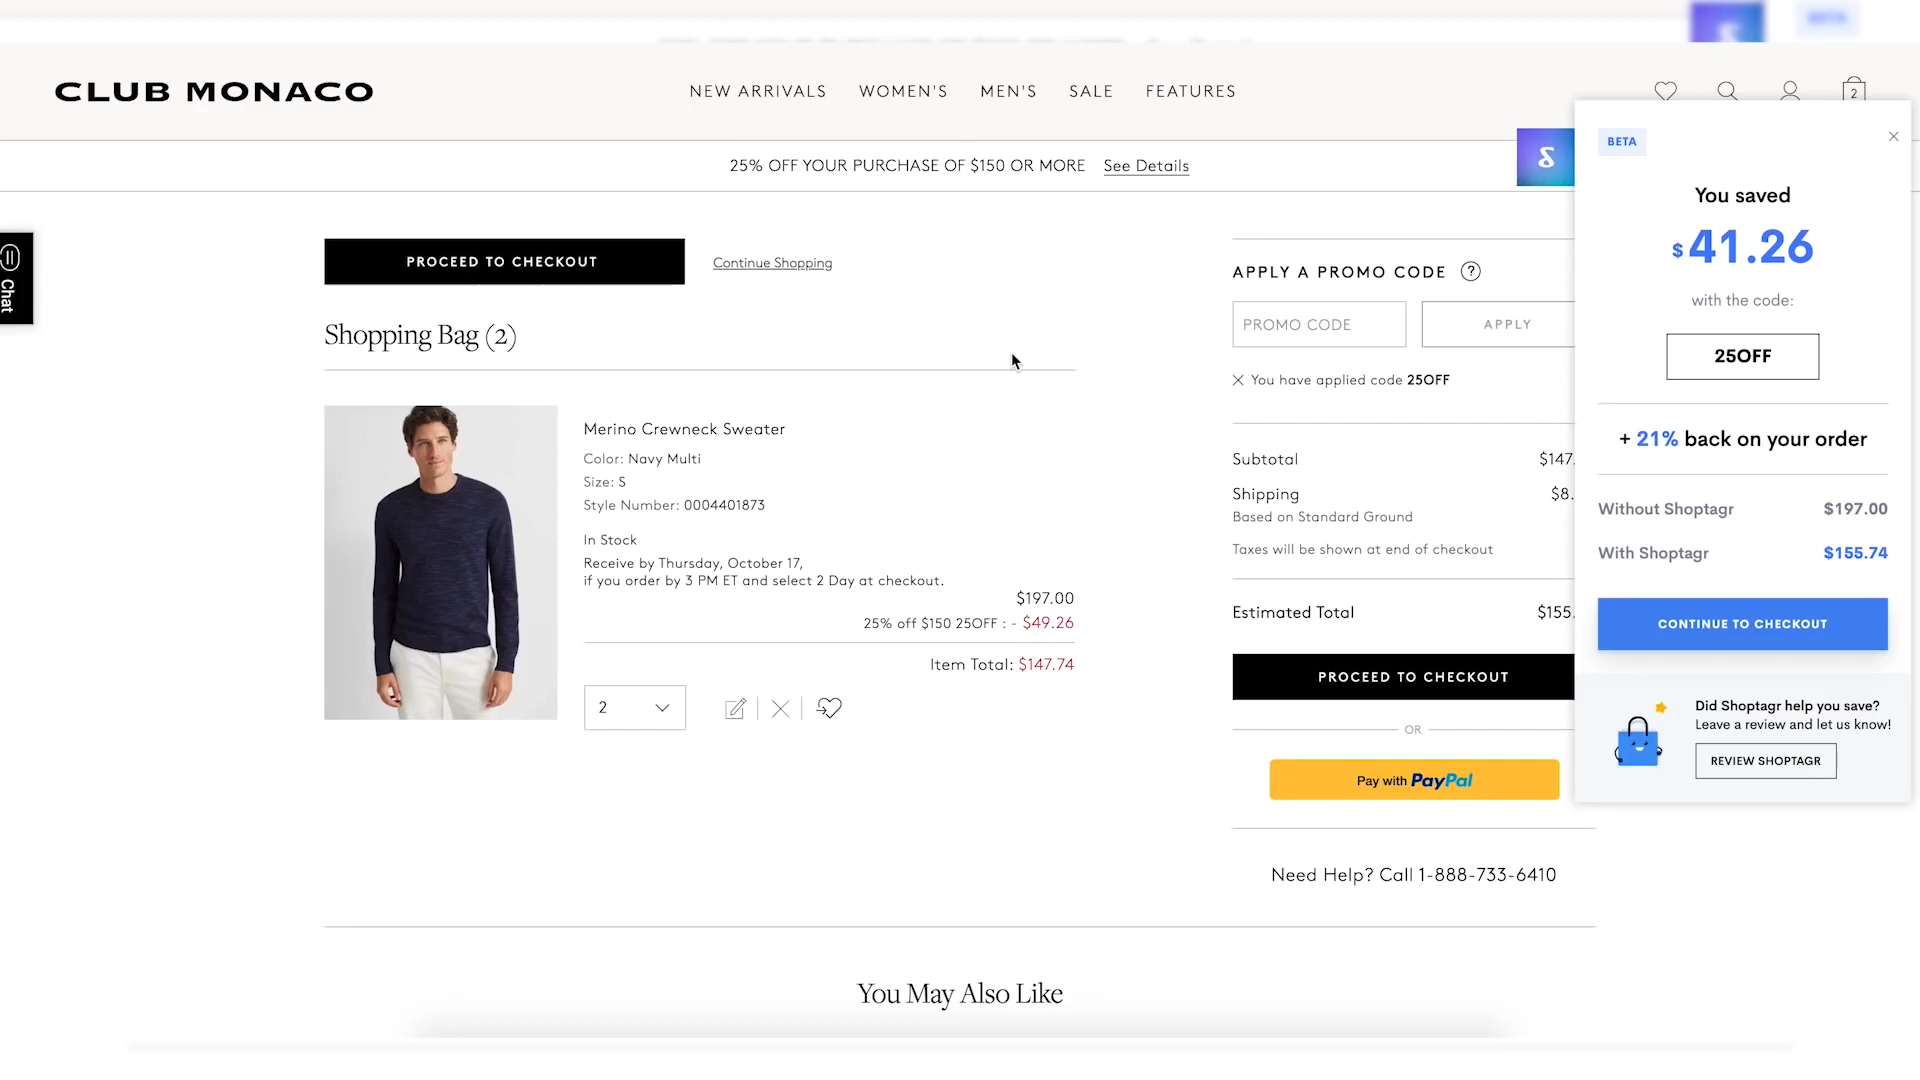 CLUB MONACO
NEW ARRIVALS WOMEN'S MEN'S SALE FEATURES
2
25% OFF YOUR PURCHASE OF $150 OR MORE See Details
Chat
PROCEED TO CHECKOUT
Continue Shopping
Shopping Bag (2)
Merino Crewneck Sweater
Color: Navy Multi
Size: S
Style Number: 0004401873
In Stock
Receive by Thursday, October 17,
if you order by 3 PM ET and select 2 Day at checkout.
$197.00
25% off $150 25OFF : - $49.26
Item Total: $147.74
2
APPLY A PROMO CODE ?
PROMO CODE APPLY
You have applied code 25OFF
Subtotal $147.
Shipping $8.
Based on Standard Ground
Taxes will be shown at end of checkout
Estimated Total $155.
PROCEED TO CHECKOUT
OR
Pay with PayPal
Need Help? Call 1-888-733-6410
BETA
You saved
$41.26
with the code:
25OFF
+ 21% back on your order
Without Shoptagr $197.00
With Shoptagr $155.74
CONTINUE TO CHECKOUT
Did Shoptagr help you save?
Leave a review and let us know!
REVIEW SHOPTAGR
You May Also Like